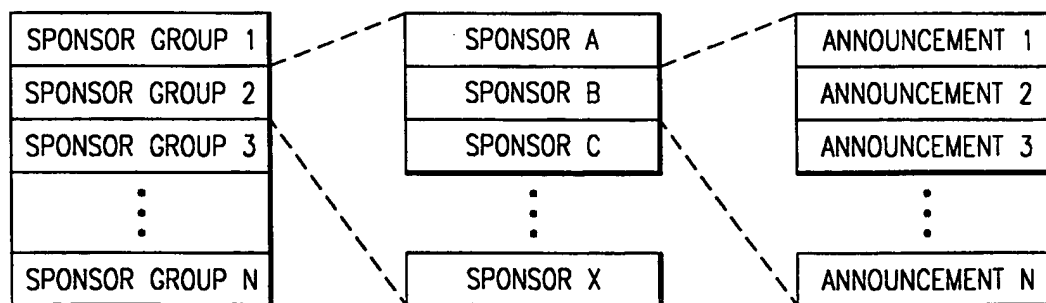 SPONSOR GROUP 1
SPONSOR GROUP 2
SPONSOR GROUP 3
SPONSOR GROUP N
SPONSOR A
SPONSOR B
SPONSOR C
SPONSOR X
ANNOUNCEMENT 1
ANNOUNCEMENT 2
ANNOUNCEMENT 3
ANNOUNCEMENT N